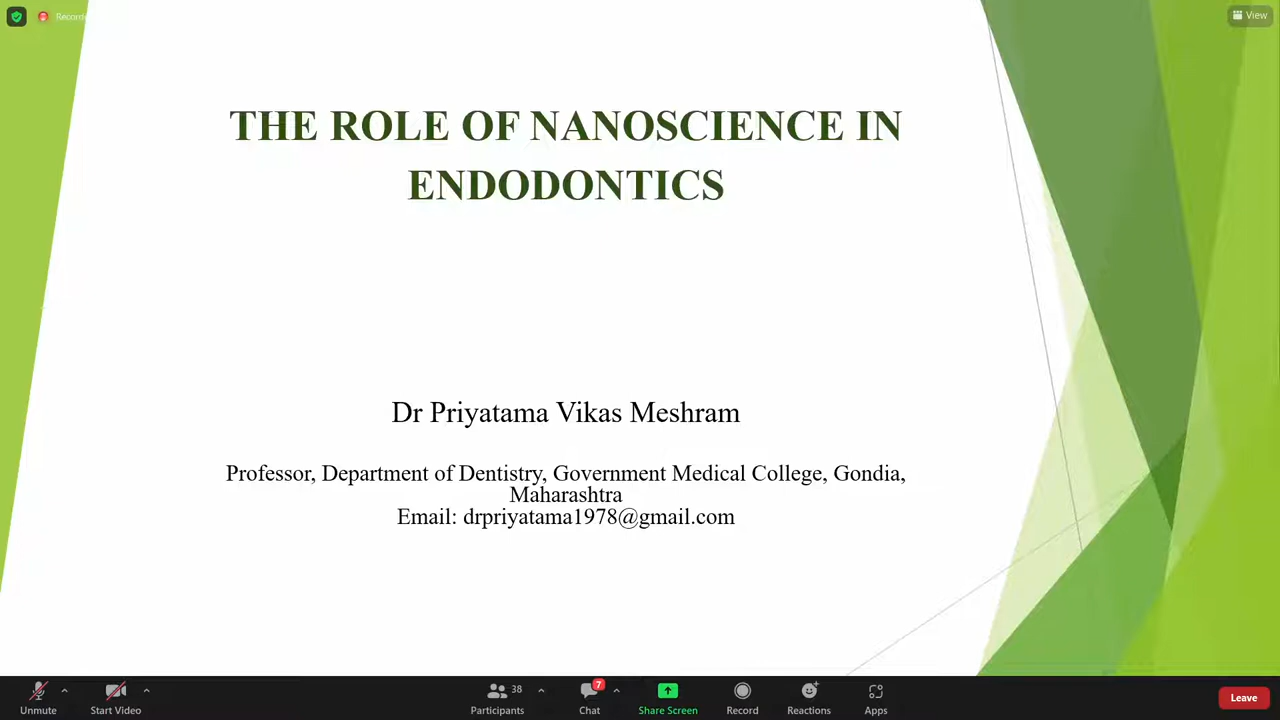 Record
View
THE ROLE OF NANOSCIENCE IN
ENDODONTICS
Dr Priyatama Vikas Meshram
Professor, Department of Dentistry, Government Medical College, Gondia,
Maharashtra
Email: drpriyatama1978@gmail.com
38
7
Unmute
Start Video
Participants
Chat
Share Screen
Record
Reactions
Apps
Leave